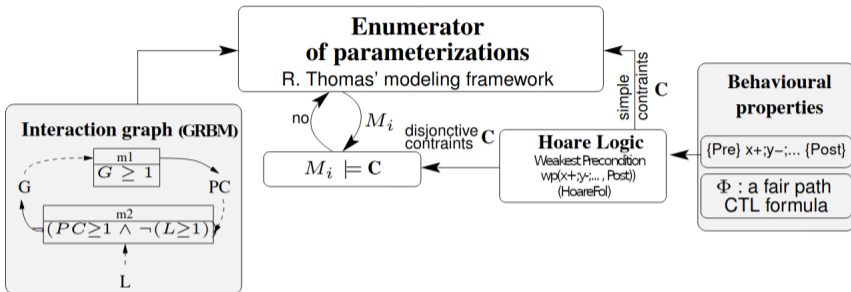 Enumerator
of parameterizations
R. Thomas' modeling framework
Interaction graph (GRBM)
m1
G ≥ 1
G
PC
m2
(PC≥1 ∧ ¬(L≥1))
L
no
M_i
M_i ⊨ C
disjonctive
contraints C
simple
contraints C
Hoare Logic
Weakest Precondition
wp(x+;y-;... , Post))
(HoareFol)
Behavioural
properties
{Pre} x+;y−;... {Post}
Φ : a fair path
CTL formula